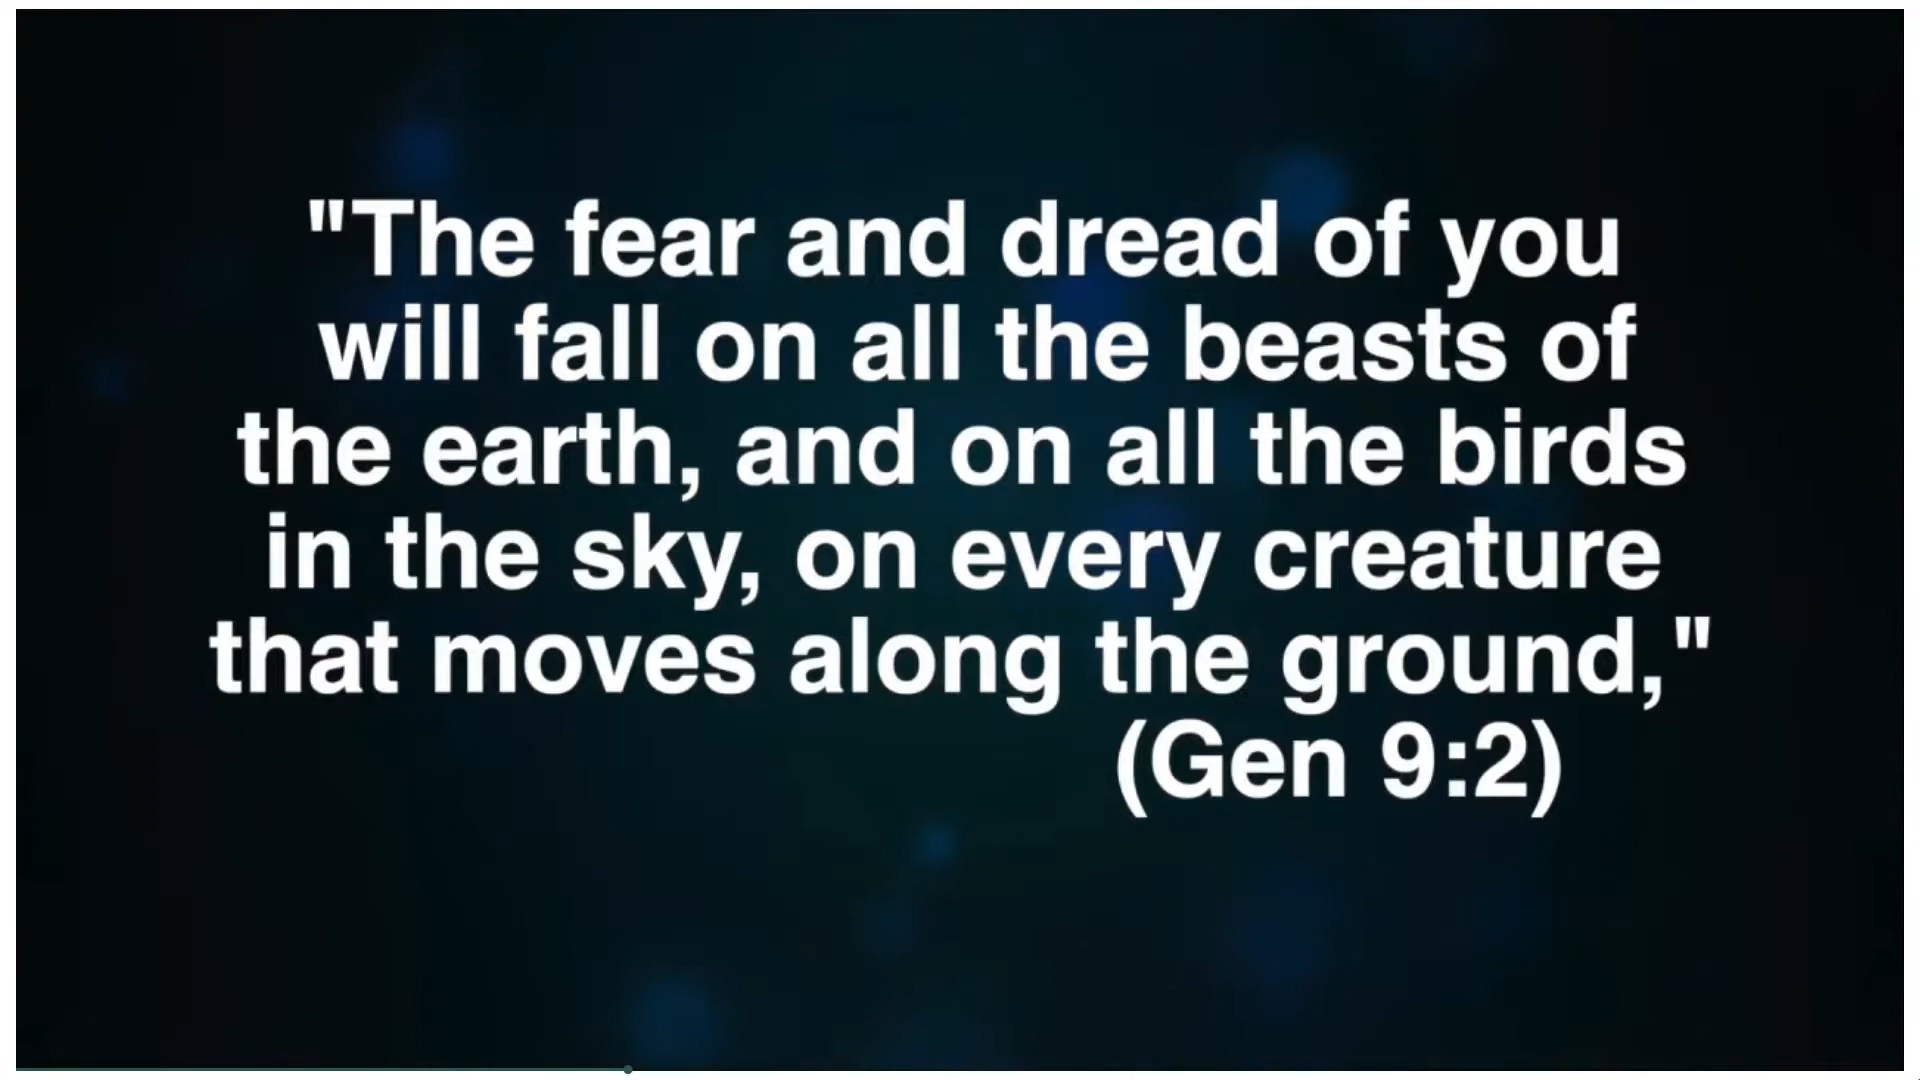 "The fear and dread of you
will fall on all the beasts of
the earth, and on all the birds
in the sky, on every creature
that moves along the ground,"
(Gen 9:2)